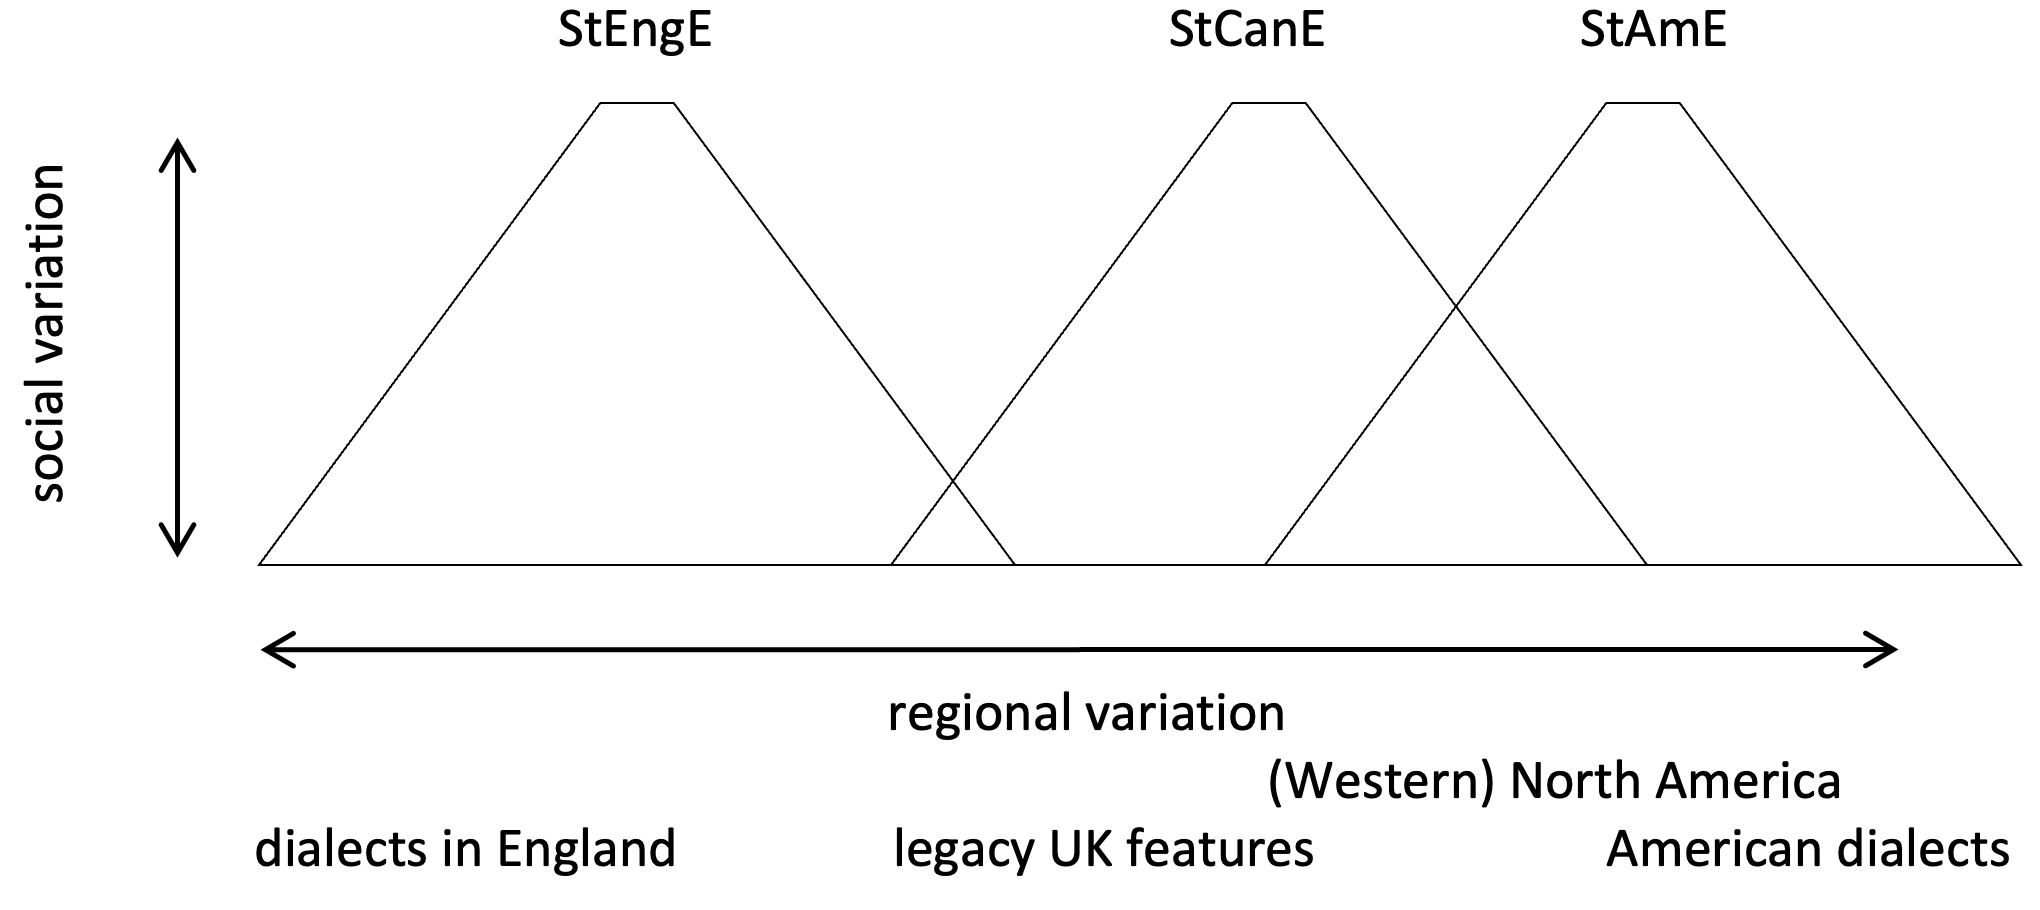 StEngE StCanE StAmE
social variation
regional variation
(Western) North America
dialects in England legacy UK features American dialects